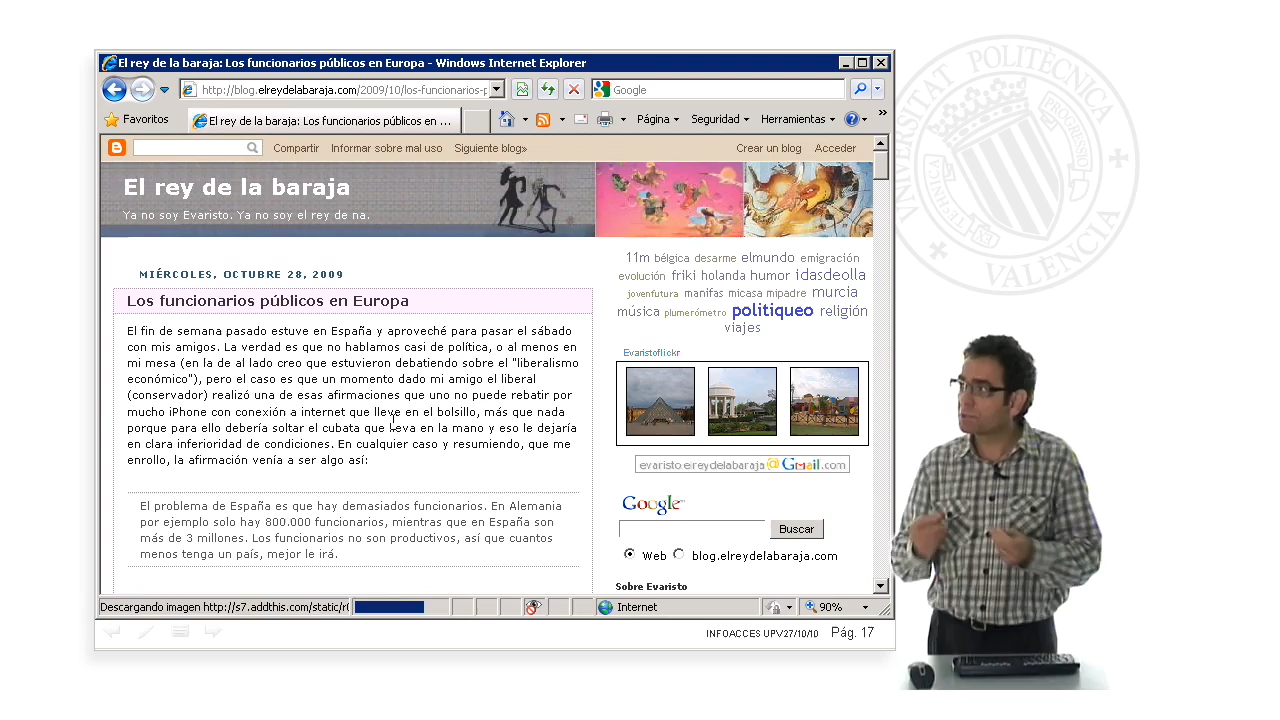 El rey de la baraja: Los funcionarios públicos en Europa - Windows Internet Explorer
http://blog.elreydelabaraja.com/2009/10/los-funcionarios-p
Google
Favoritos
El rey de la baraja: Los funcionarios públicos en ...
Página
Seguridad
Herramientas
»
Compartir
Informar sobre mal uso
Siguiente blog»
Crear un blog
Acceder
El rey de la baraja
Ya no soy Evaristo. Ya no soy el rey de na.
MIÉRCOLES, OCTUBRE 28, 2009
Los funcionarios públicos en Europa
El fin de semana pasado estuve en España y aproveché para pasar el sábado
con mis amigos. La verdad es que no hablamos casi de política, o al menos en
mi mesa (en la de al lado creo que estuvieron debatiendo sobre el "liberalismo
económico"), pero el caso es que un momento dado mi amigo el liberal
(conservador) realizó una de esas afirmaciones que uno no puede rebatir por
mucho iPhone con conexión a internet que lleve en el bolsillo, más que nada
porque para ello debería soltar el cubata que lleva en la mano y eso le dejaría
en clara inferioridad de condiciones. En cualquier caso y resumiendo, que me
enrollo, la afirmación venía a ser algo así:
El problema de España es que hay demasiados funcionarios. En Alemania
por ejemplo solo hay 800.000 funcionarios, mientras que en España son
más de 3 millones. Los funcionarios no son productivos, así que cuantos
menos tenga un país, mejor le irá.
11m bélgica desarme elmundo emigración
evolución friki holanda humor idasdeolla
jovenfutura manifas micasa mipadre murcia
música plumerómetro politiqueo religión
viajes
Evaristoflickr
evaristo.elreydelabaraja@Gmail.com
Google
Buscar
Web
blog.elreydelabaraja.com
Sobre Evaristo
Descargando imagen http://s7.addthis.com/static/r0
Internet
90%
INFOACCES UPV27/10/10
Pág. 17
UNIVERSITAT POLITÈCNICA
VALÈNCIA